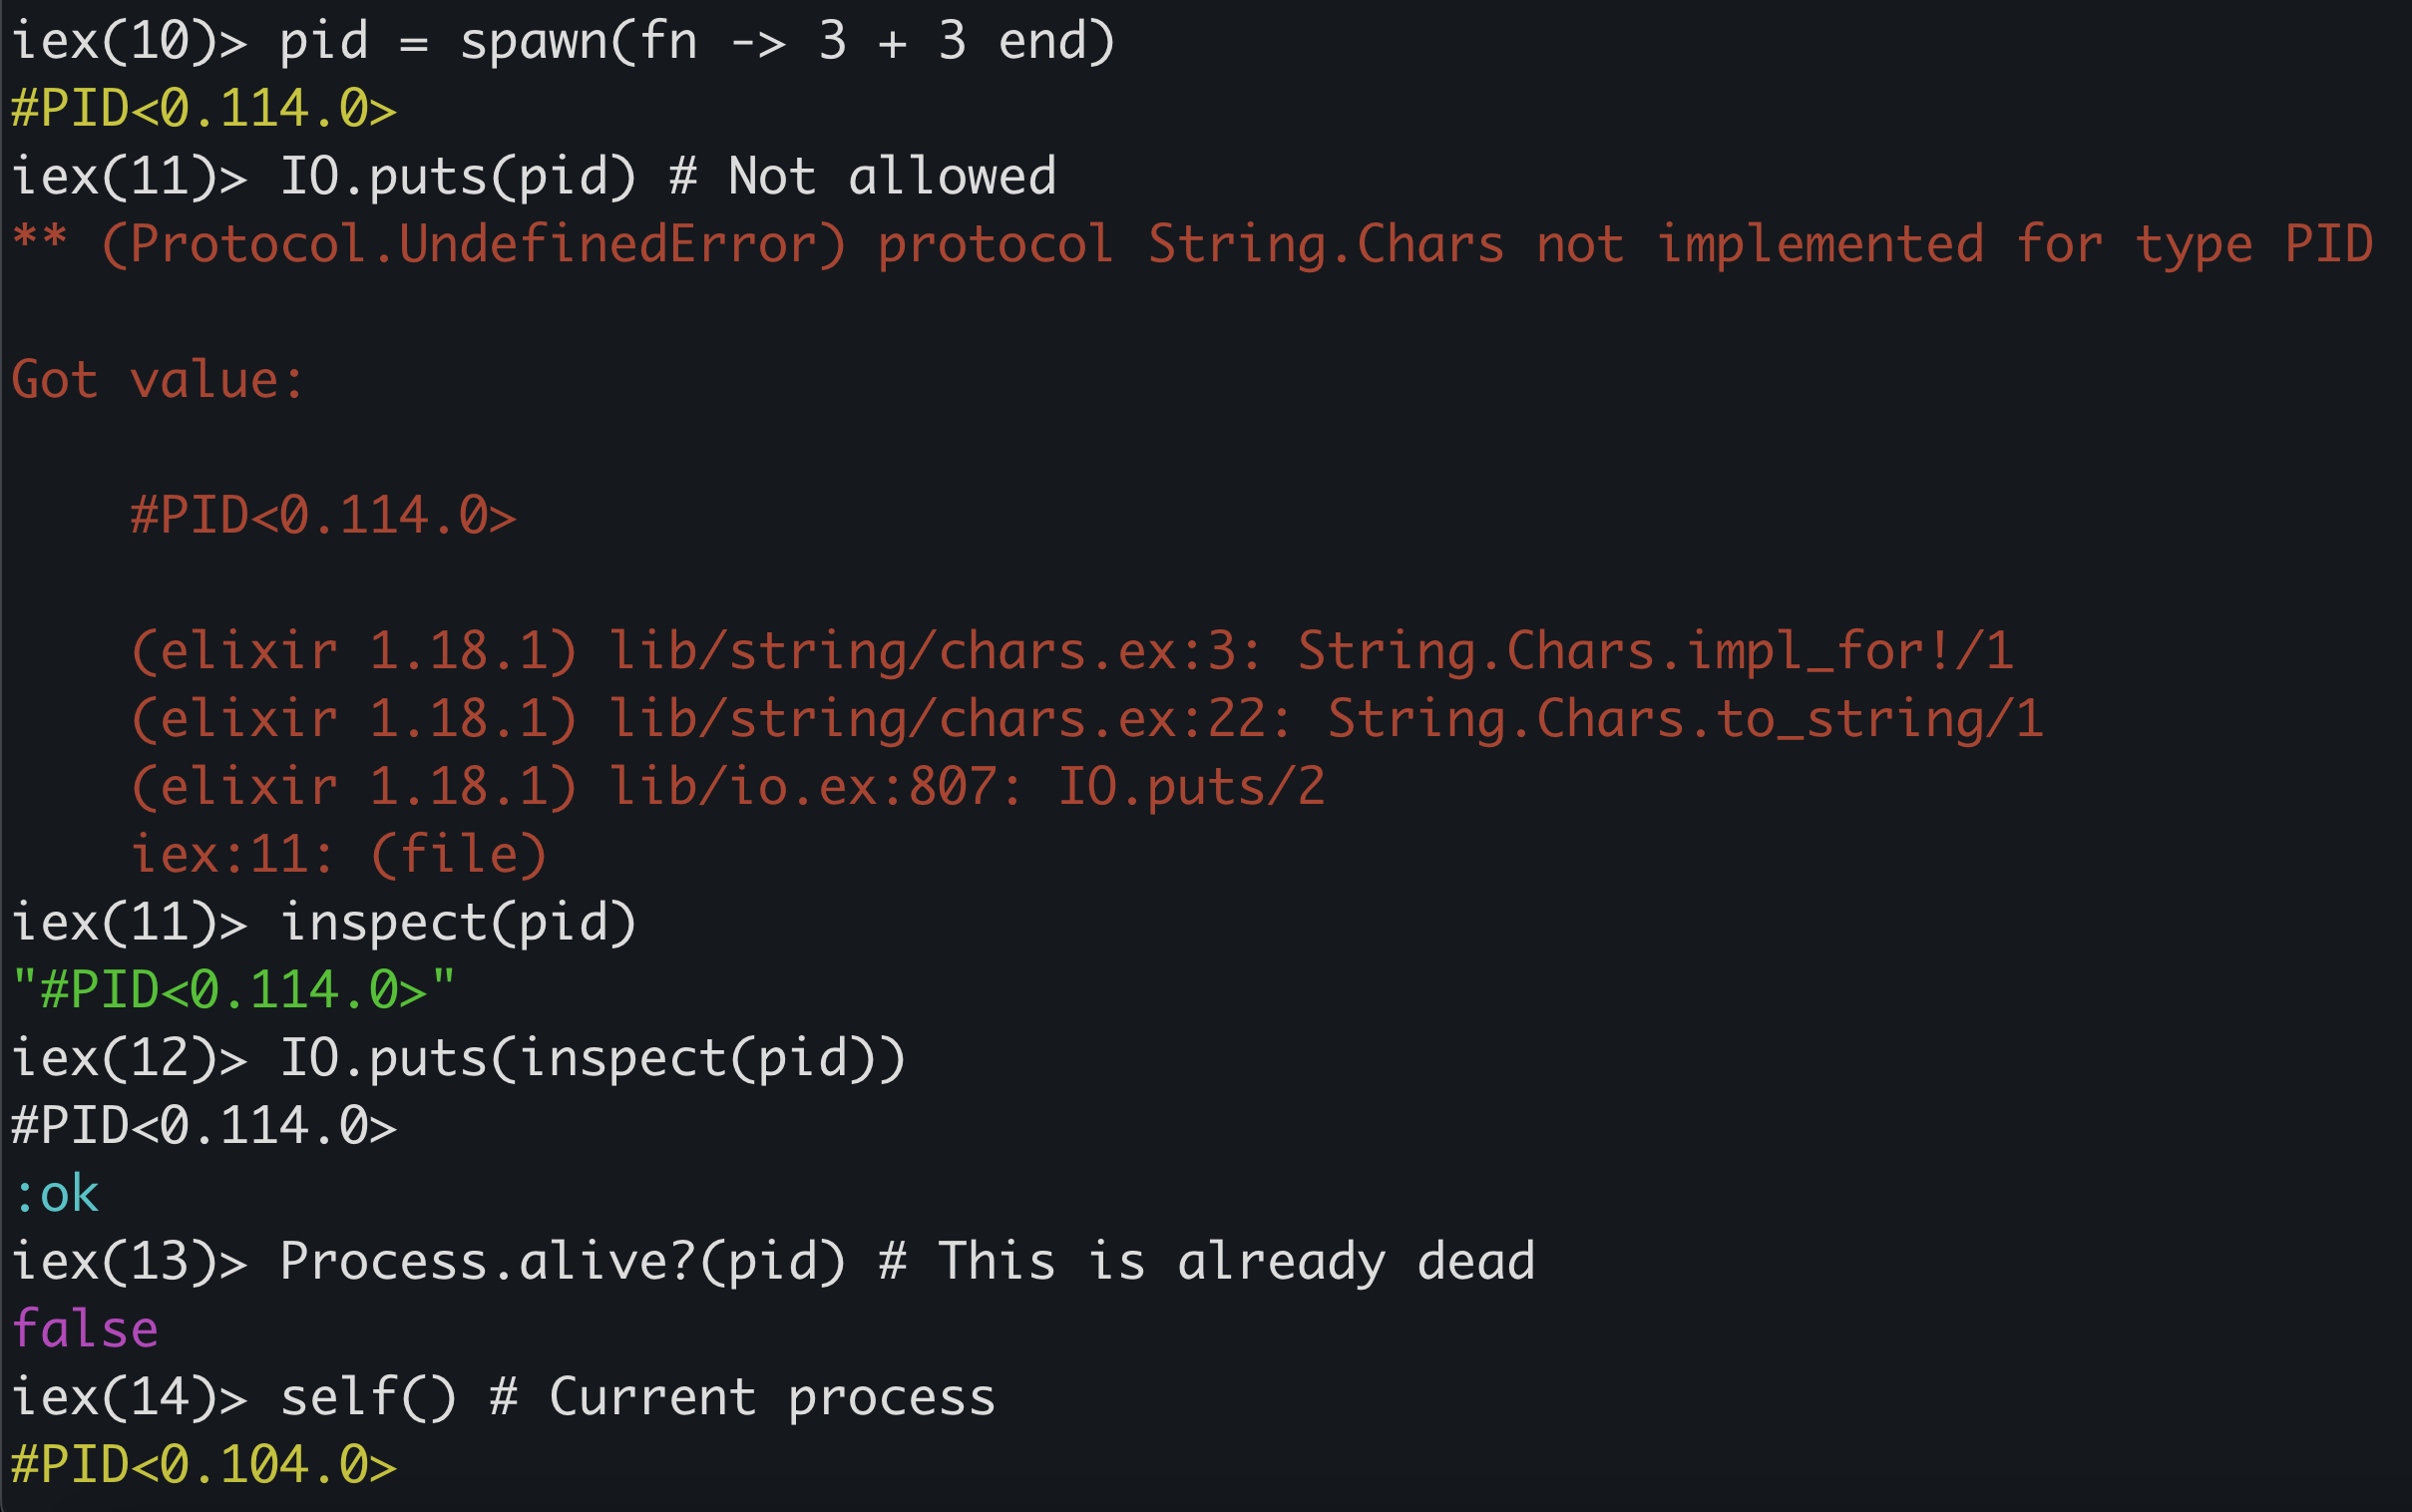 iex(10)> pid = spawn(fn -> 3 + 3 end)
#PID<0.114.0>
iex(11)> IO.puts(pid) # Not allowed
** (Protocol.UndefinedError) protocol String.Chars not implemented for type PID
Got value:
#PID<0.114.0>
(elixir 1.18.1) lib/string/chars.ex:3: String.Chars.impl_for!/1
(elixir 1.18.1) lib/string/chars.ex:22: String.Chars.to_string/1
(elixir 1.18.1) lib/io.ex:807: IO.puts/2
iex:11: (file)
iex(11)> inspect(pid)
"#PID<0.114.0>"
iex(12)> IO.puts(inspect(pid))
#PID<0.114.0>
:ok
iex(13)> Process.alive?(pid) # This is already dead
false
iex(14)> self() # Current process
#PID<0.104.0>